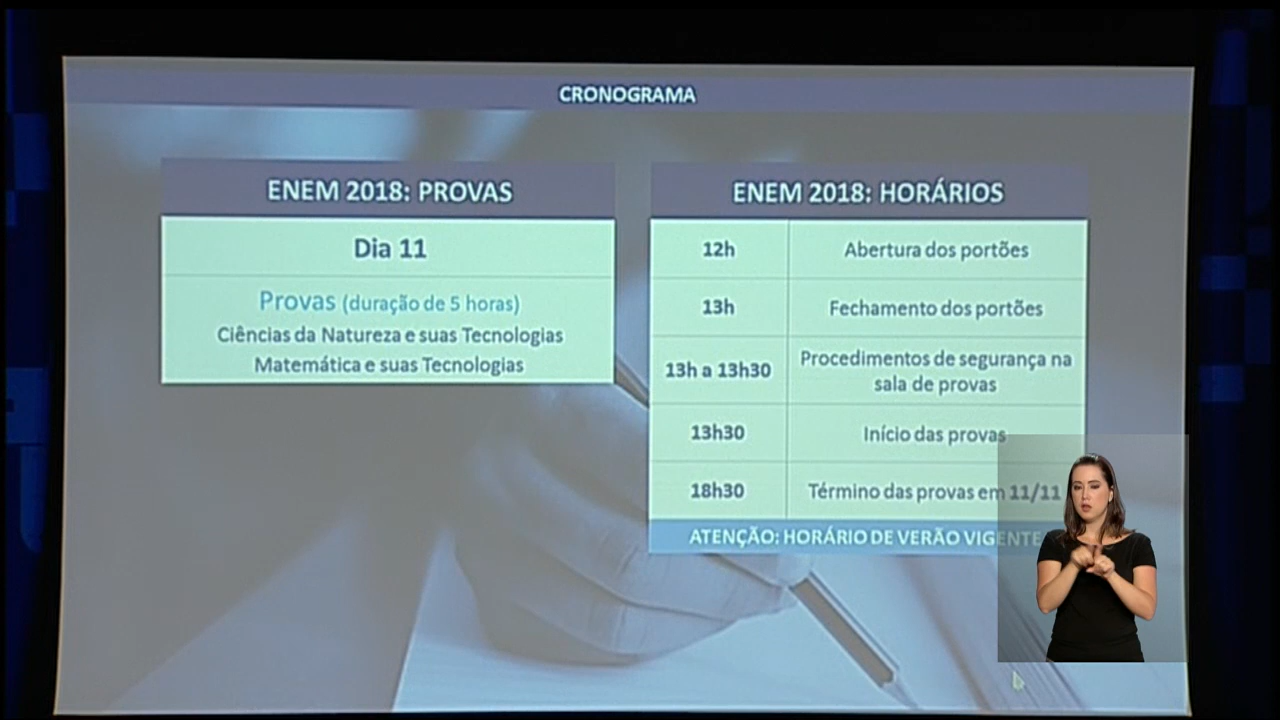 CRONOGRAMA
ENEM 2018: PROVAS
Dia 11
Provas (duração de 5 horas)
Ciências da Natureza e suas Tecnologias
Matemática e suas Tecnologias
ENEM 2018: HORÁRIOS
12h Abertura dos portões
13h Fechamento dos portões
13h a 13h30 Procedimentos de segurança na
sala de provas
13h30 Início das provas
18h30 Término das provas em 11/11
ATENÇÃO: HORÁRIO DE VERÃO VIGENTE